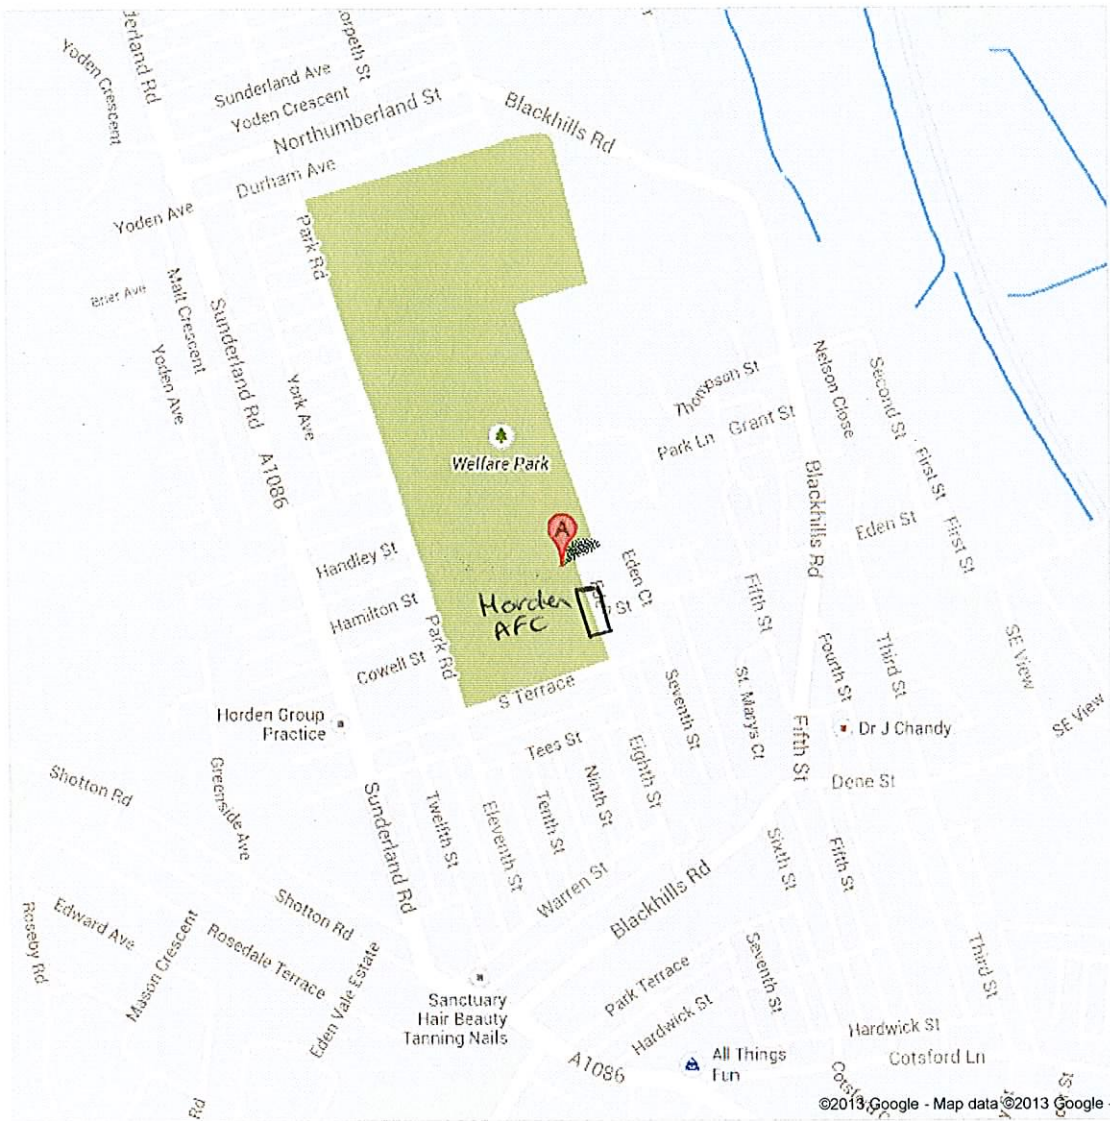 Sunderland Ave
Yoden Crescent
Northumberland St
Blackhills Rd
Yoden Crescent
Durham Ave
Yoden Ave
Park Rd
Malt Crescent
Sunderland Rd
Yoden Ave
York Ave
A1086
Thompson St
Nelson Close
Second St
Grant St
Park Ln
Welfare Park
First St
Blackhills Rd
A
Eden St
First St
Handley St
Eden Ct
Fifth St
Hamilton St
Horden
AFC
St
Park Rd
Fourth St
Third St
SE View
Cowell St
S Terrace
Seventh St
St. Marys Ct
SE View
Horden Group
Practice
Fifth St
Dr J Chandy
Tees St
Eighth St
Shotton Rd
Greenside Ave
Ninth St
Dene St
Sunderland Rd
Twelfth St
Eleventh St
Tenth St
Sixth St
Fifth St
Warren St
Blackhills Rd
Shotton Rd
Roseby Rd
Edward Ave
Mason Crescent
Rosedale Terrace
Eden Vale Estate
Seventh St
Third St
Park Terrace
Sanctuary
Hair Beauty
Tanning Nails
Hardwick St
Hardwick St
Cotsford Ln
A1086
All Things
Fun
Rd
©2013 Google - Map data ©2013 Google -